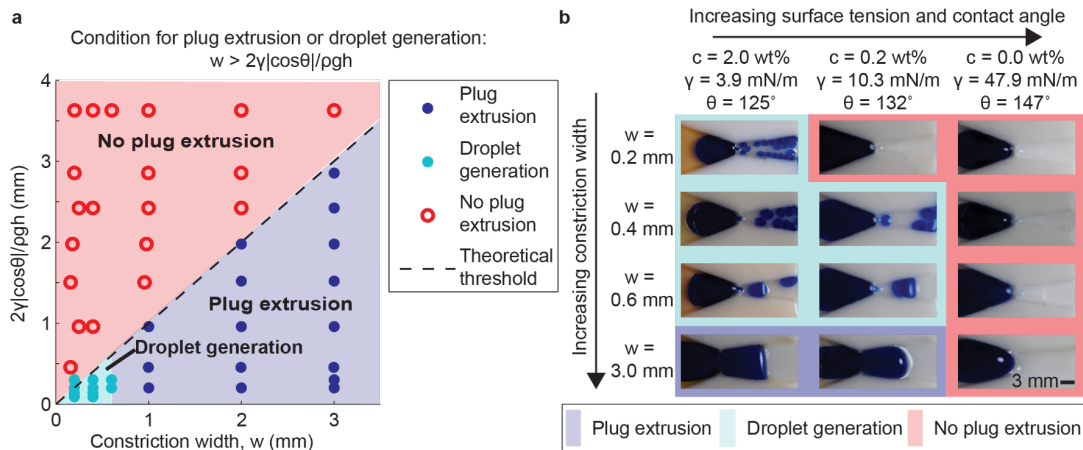 a
Condition for plug extrusion or droplet generation:
w > 2γ|cosθ|/ρgh
2γ|cosθ|/ρgh (mm)
4
3
2
1
0
0
1
2
3
Constriction width, w (mm)
No plug extrusion
Plug extrusion
Droplet generation
Plug
extrusion
Droplet
generation
No plug
extrusion
Theoretical
threshold
b
Increasing surface tension and contact angle
c = 2.0 wt%
γ = 3.9 mN/m
θ = 125˚
c = 0.2 wt%
γ = 10.3 mN/m
θ = 132˚
c = 0.0 wt%
γ = 47.9 mN/m
θ = 147˚
Increasing constriction width
w =
0.2 mm
w =
0.4 mm
w =
0.6 mm
w =
3.0 mm
3 mm
Plug extrusion
Droplet generation
No plug extrusion